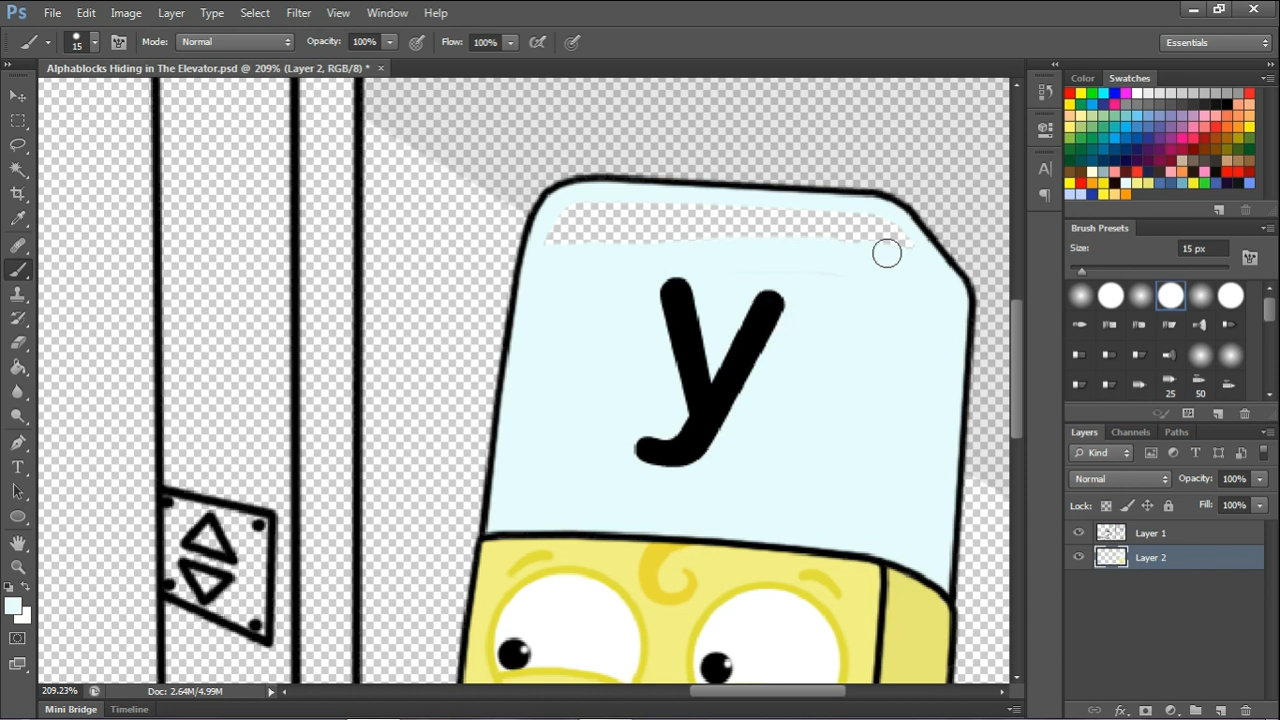 Ps File Edit Image Layer Type Select Filter View Window Help
15 Mode: Normal Opacity: 100% Flow: 100% Essentials
Alphablocks Hiding in The Elevator.psd @ 209% (Layer 2, RGB/8) * ×
Color Swatches
Brush Presets
Size: 15 px
25 50
Layers Channels Paths
Kind
Normal Opacity: 100%
Lock: Fill: 100%
Layer 1
Layer 2
y
209.23% Doc: 2.64M/4.99M
Mini Bridge Timeline